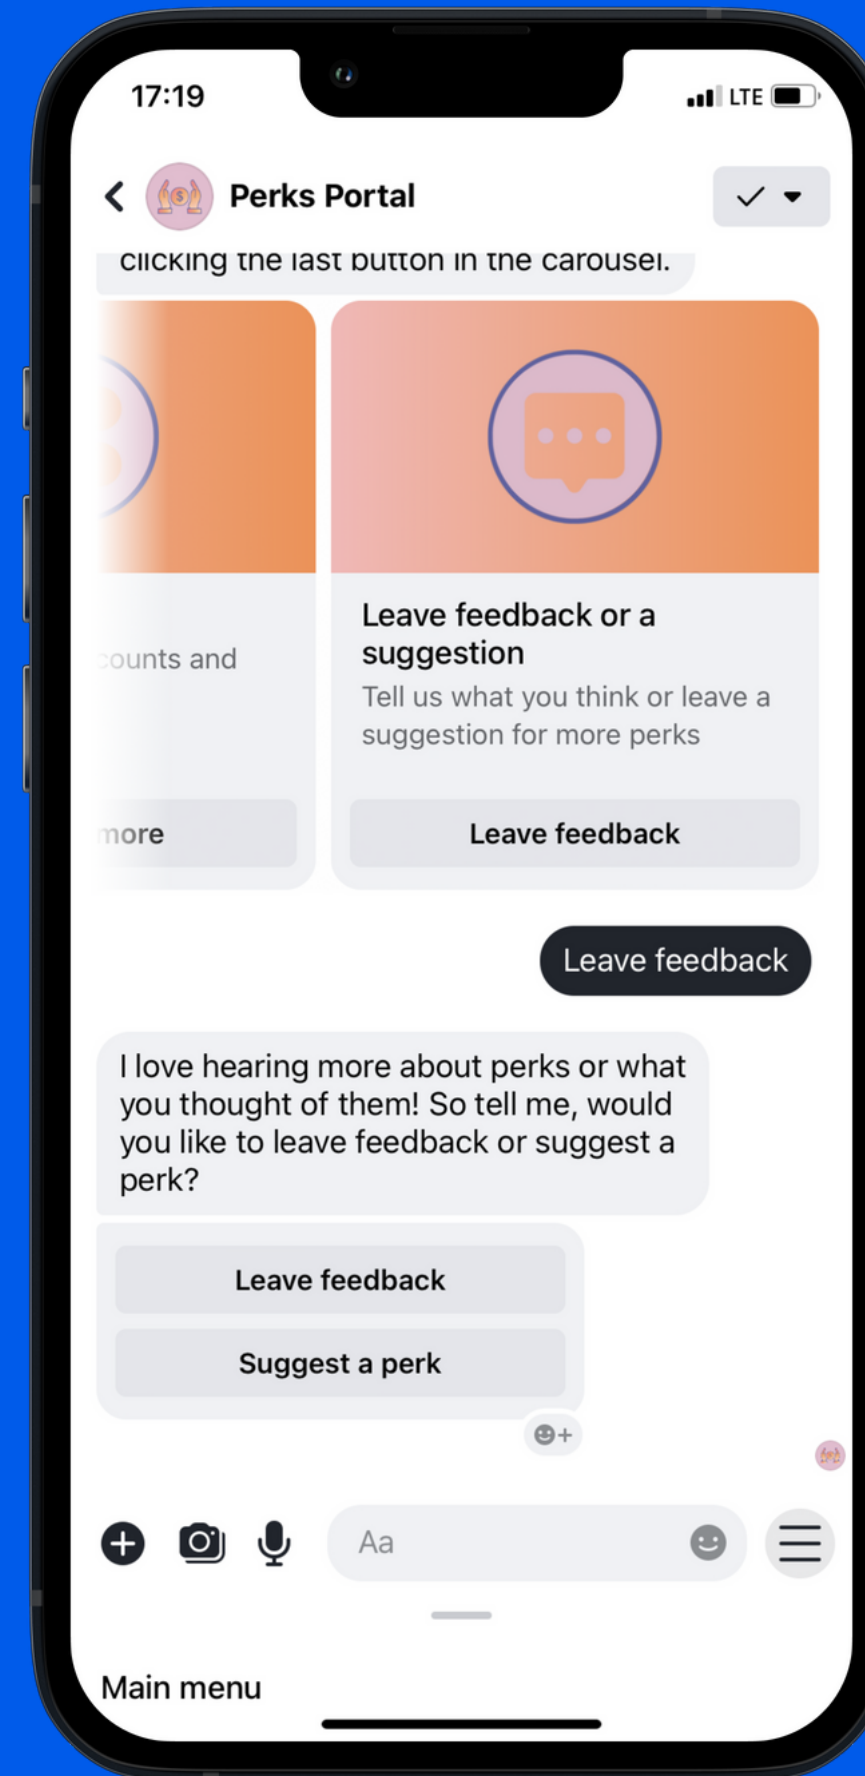 17:19
LTE
Perks Portal
clicking the last button in the carousel.
Leave feedback or a
suggestion
counts and
Tell us what you think or leave a
suggestion for more perks
more
Leave feedback
Leave feedback
I love hearing more about perks or what
you thought of them! So tell me, would
you like to leave feedback or suggest a
perk?
Leave feedback
Suggest a perk
Aa
Main menu